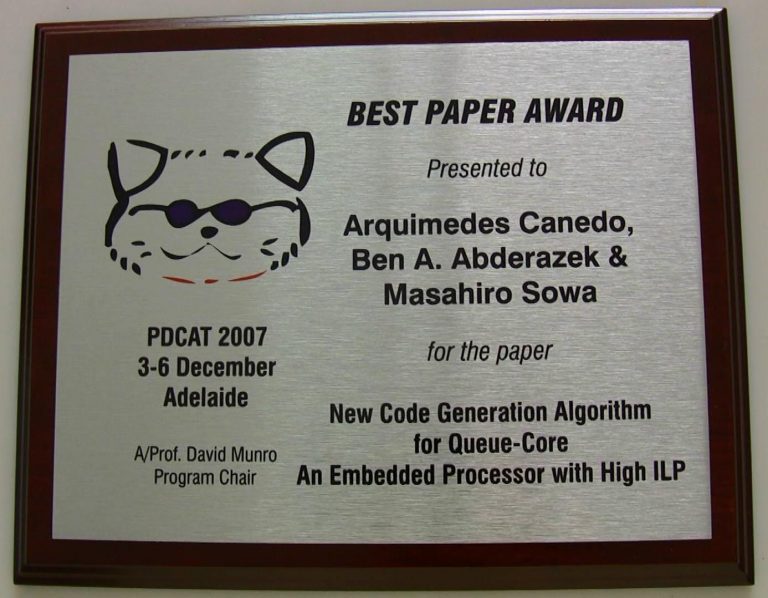 BEST PAPER AWARD
Presented to
Arquimedes Canedo,
Ben A. Abderazek &
Masahiro Sowa
for the paper
New Code Generation Algorithm
for Queue-Core
An Embedded Processor with High ILP
PDCAT 2007
3-6 December
Adelaide
A/Prof. David Munro
Program Chair